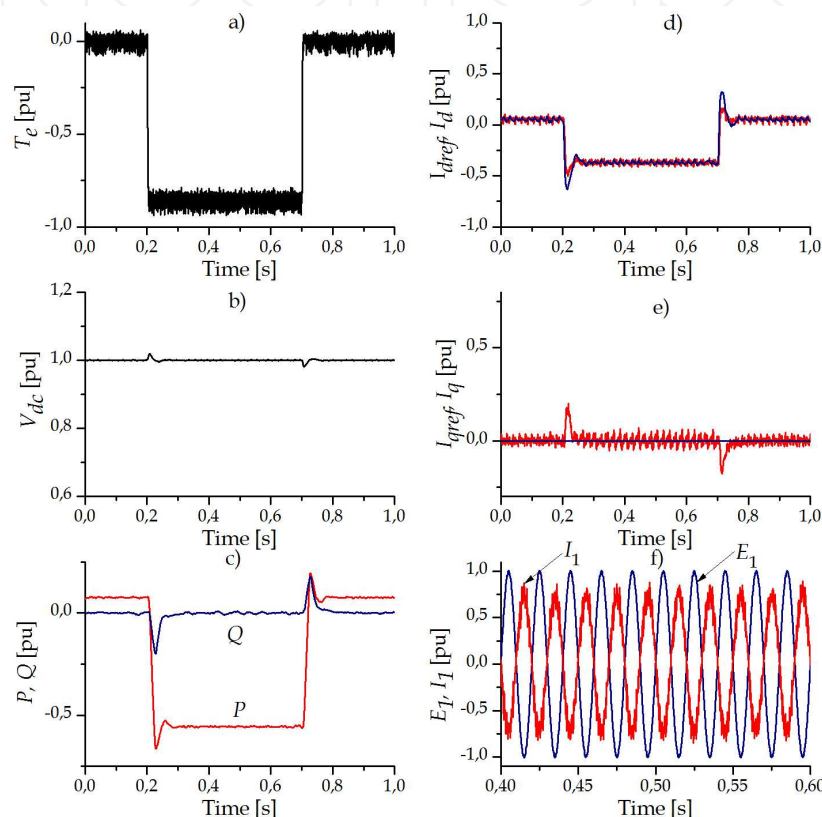 a)
0,0
-0,5
-1,0
T_e [pu]
0,0 0,2 0,4 0,6 0,8 1,0
Time [s]
b)
1,2
1,0
0,8
0,6
V_dc [pu]
0,0 0,2 0,4 0,6 0,8 1,0
Time [s]
c)
0,0
-0,5
P, Q [pu]
Q
P
0,0 0,2 0,4 0,6 0,8 1,0
Time [s]
d)
1,0
0,5
0,0
-0,5
-1,0
I_dref, I_d [pu]
0,0 0,2 0,4 0,6 0,8 1,0
Time [s]
e)
0,5
0,0
I_qref, I_q [pu]
0,0 0,2 0,4 0,6 0,8 1,0
Time [s]
f)
I_1
E_1
1,0
0,5
0,0
-0,5
-1,0
E_1, I_1 [pu]
0,40 0,45 0,50 0,55 0,60
Time [s]